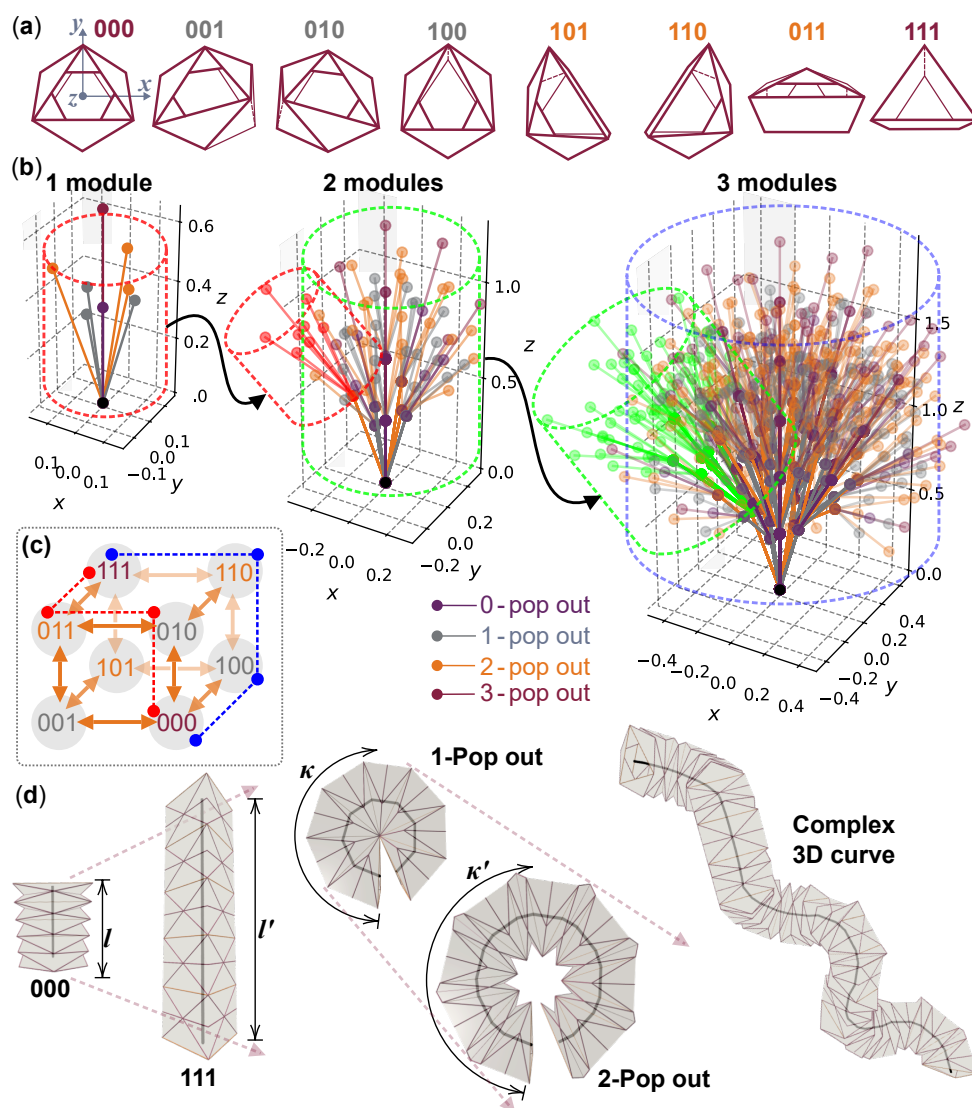 (a)
y
x
z
000
001
010
100
101
110
011
111
(b)
1 module
2 modules
3 modules
0.6
0.4
0.2
.0
z
0.1
0.0
0.1
x
−0.1
0.0
0.1
y
1.0
0.5
0.0
z
−0.2
0.0
0.2
x
−0.2
0.0
0.2
y
1.5
1.0
0.5
0.0
z
−0.4
−0.2
0.0
0.2
0.4
x
−0.4
−0.2
0.0
0.2
0.4
y
0-pop out
1-pop out
2-pop out
3-pop out
(c)
111
110
011
010
101
100
001
000
(d)
l
000
l'
111
κ
1-Pop out
κ'
2-Pop out
Complex
3D curve